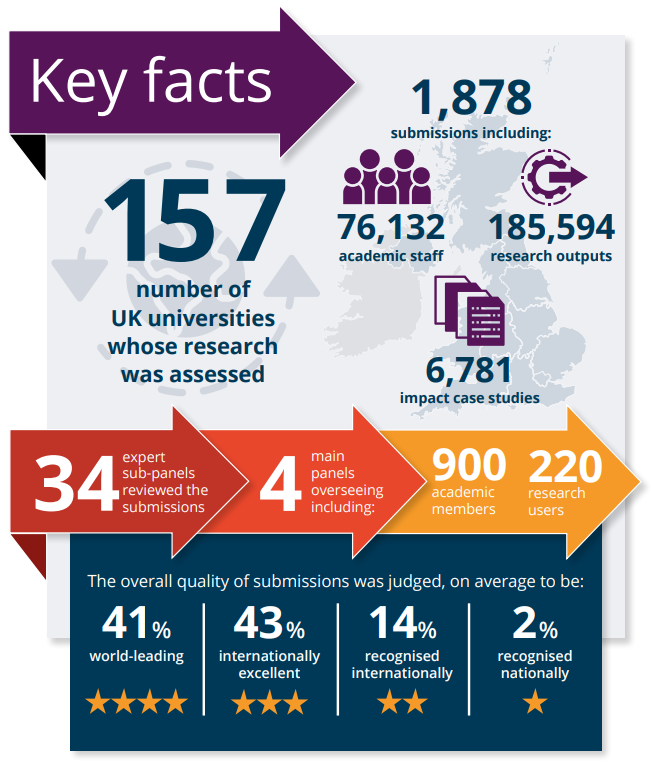 Key facts
157
number of
UK universities
whose research
was assessed
1,878
submissions including:
76,132
academic staff
185,594
research outputs
6,781
impact case studies
34
expert
sub-panels
reviewed the
submissions
4
main
panels
overseeing
including:
900
academic
members
220
research
users
The overall quality of submissions was judged, on average to be:
41%
world-leading
43%
internationally
excellent
14%
recognised
internationally
2%
recognised
nationally